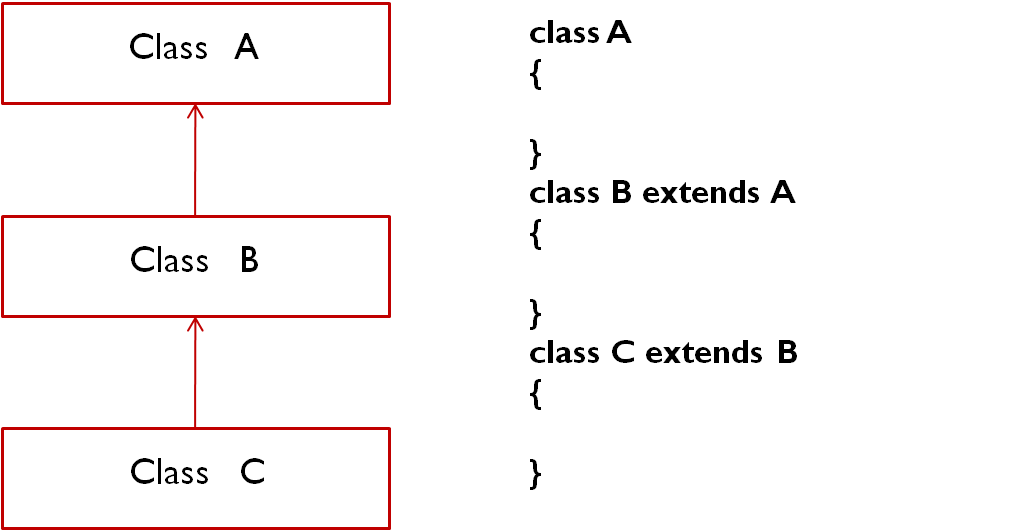 Class A
Class B
Class C
class A
{
}
class B extends A
{
}
class C extends B
{
}